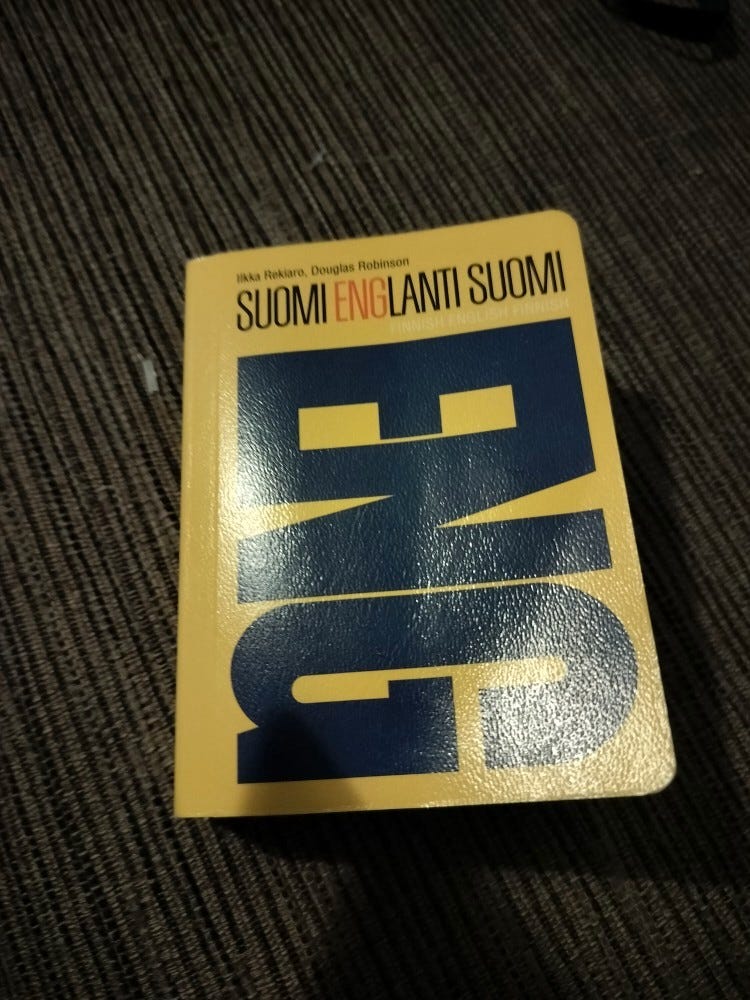 Ilkka Rekiaro, Douglas Robinson
SUOMI ENGLANTI SUOMI
FINNISH ENGLISH FINNISH
ENG